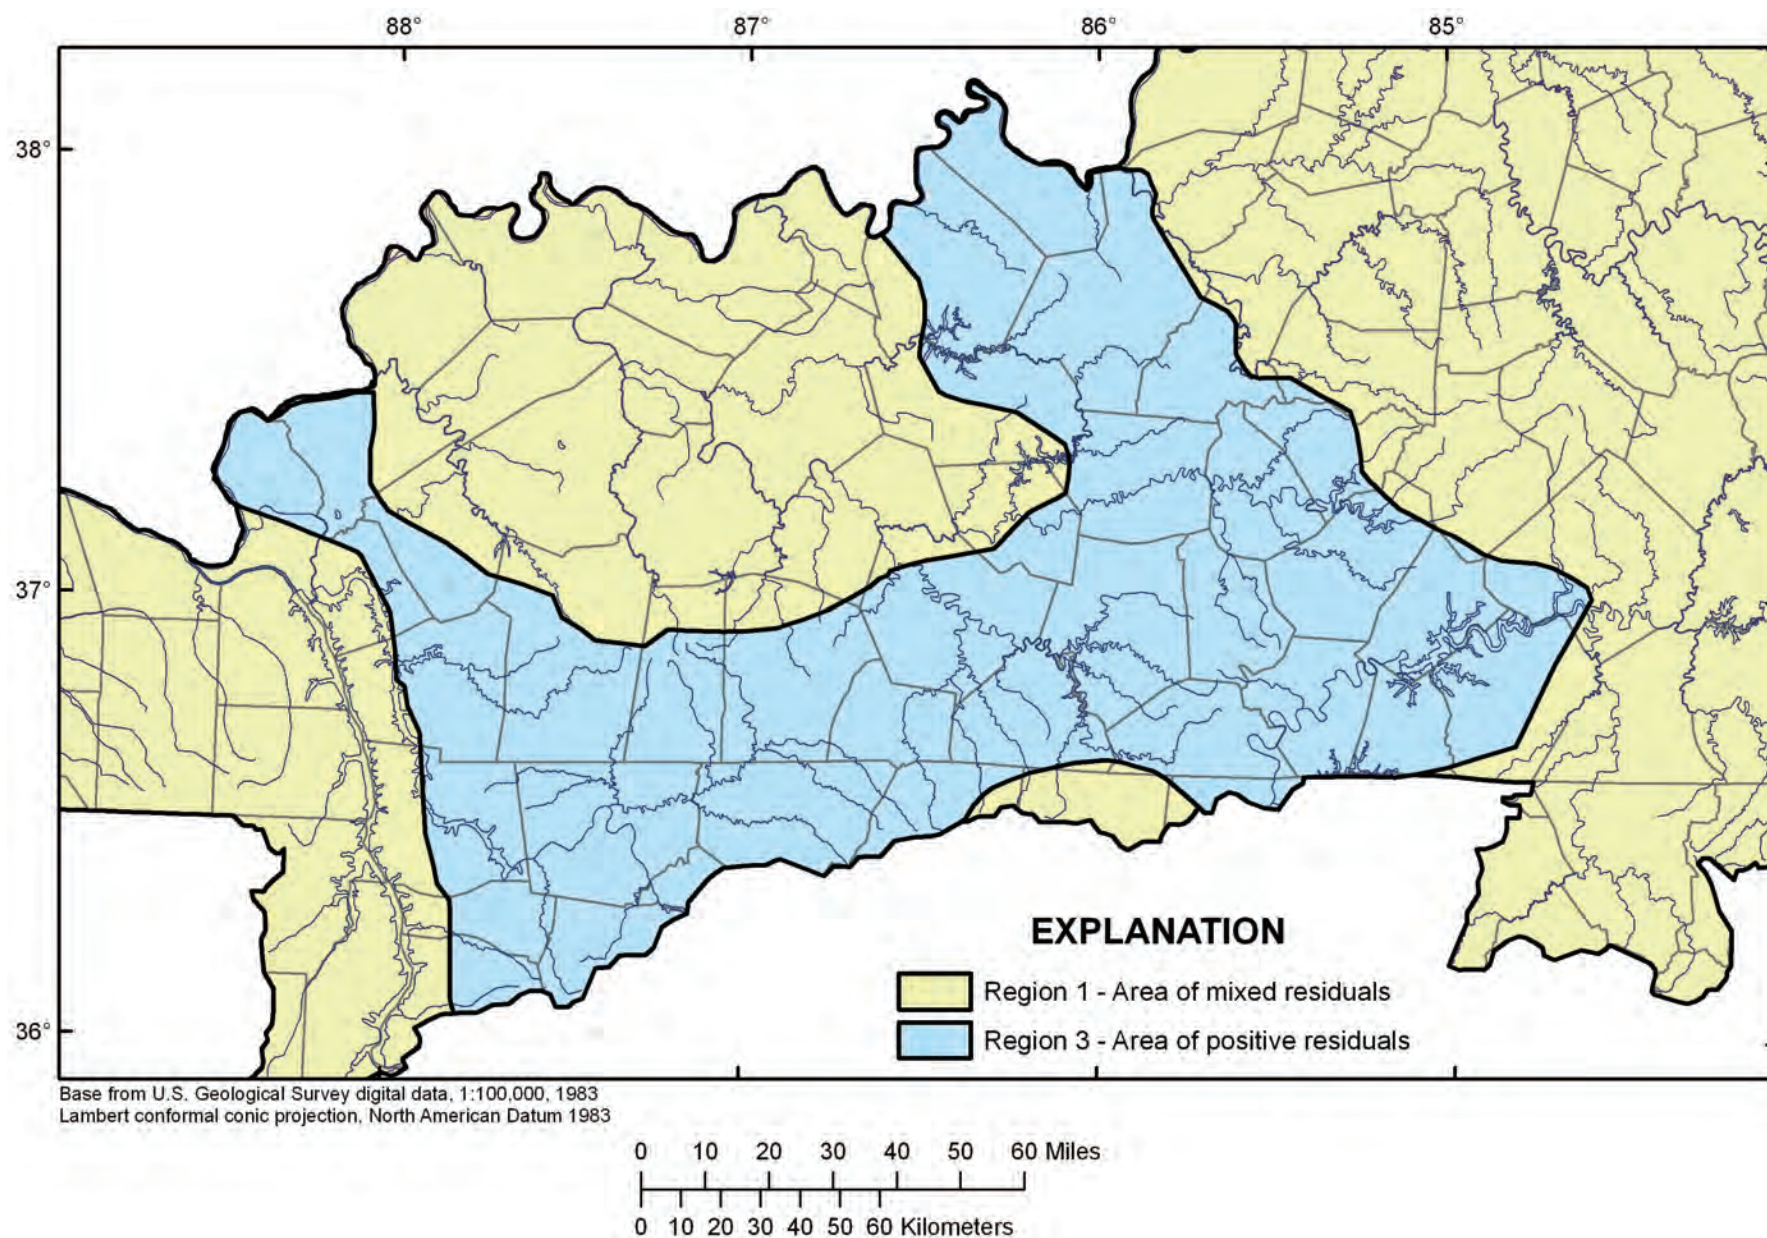 88° 87° 86° 85°
38°
37°
36°
EXPLANATION
Region 1 - Area of mixed residuals
Region 3 - Area of positive residuals
Base from U.S. Geological Survey digital data, 1:100,000, 1983
Lambert conformal conic projection, North American Datum 1983
0 10 20 30 40 50 60 Miles
0 10 20 30 40 50 60 Kilometers